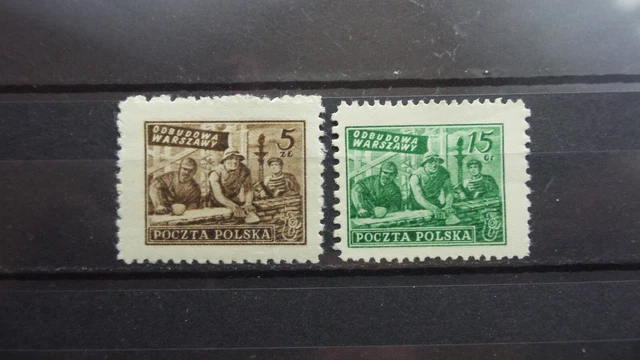 ODBUDOWA
WARSZAWY
5
zł
POCZTA POLSKA
ODBUDOWA
WARSZAWY
15
Gr
POCZTA POLSKA